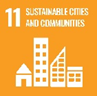 11 SUSTAINABLE CITIES
AND COMMUNITIES